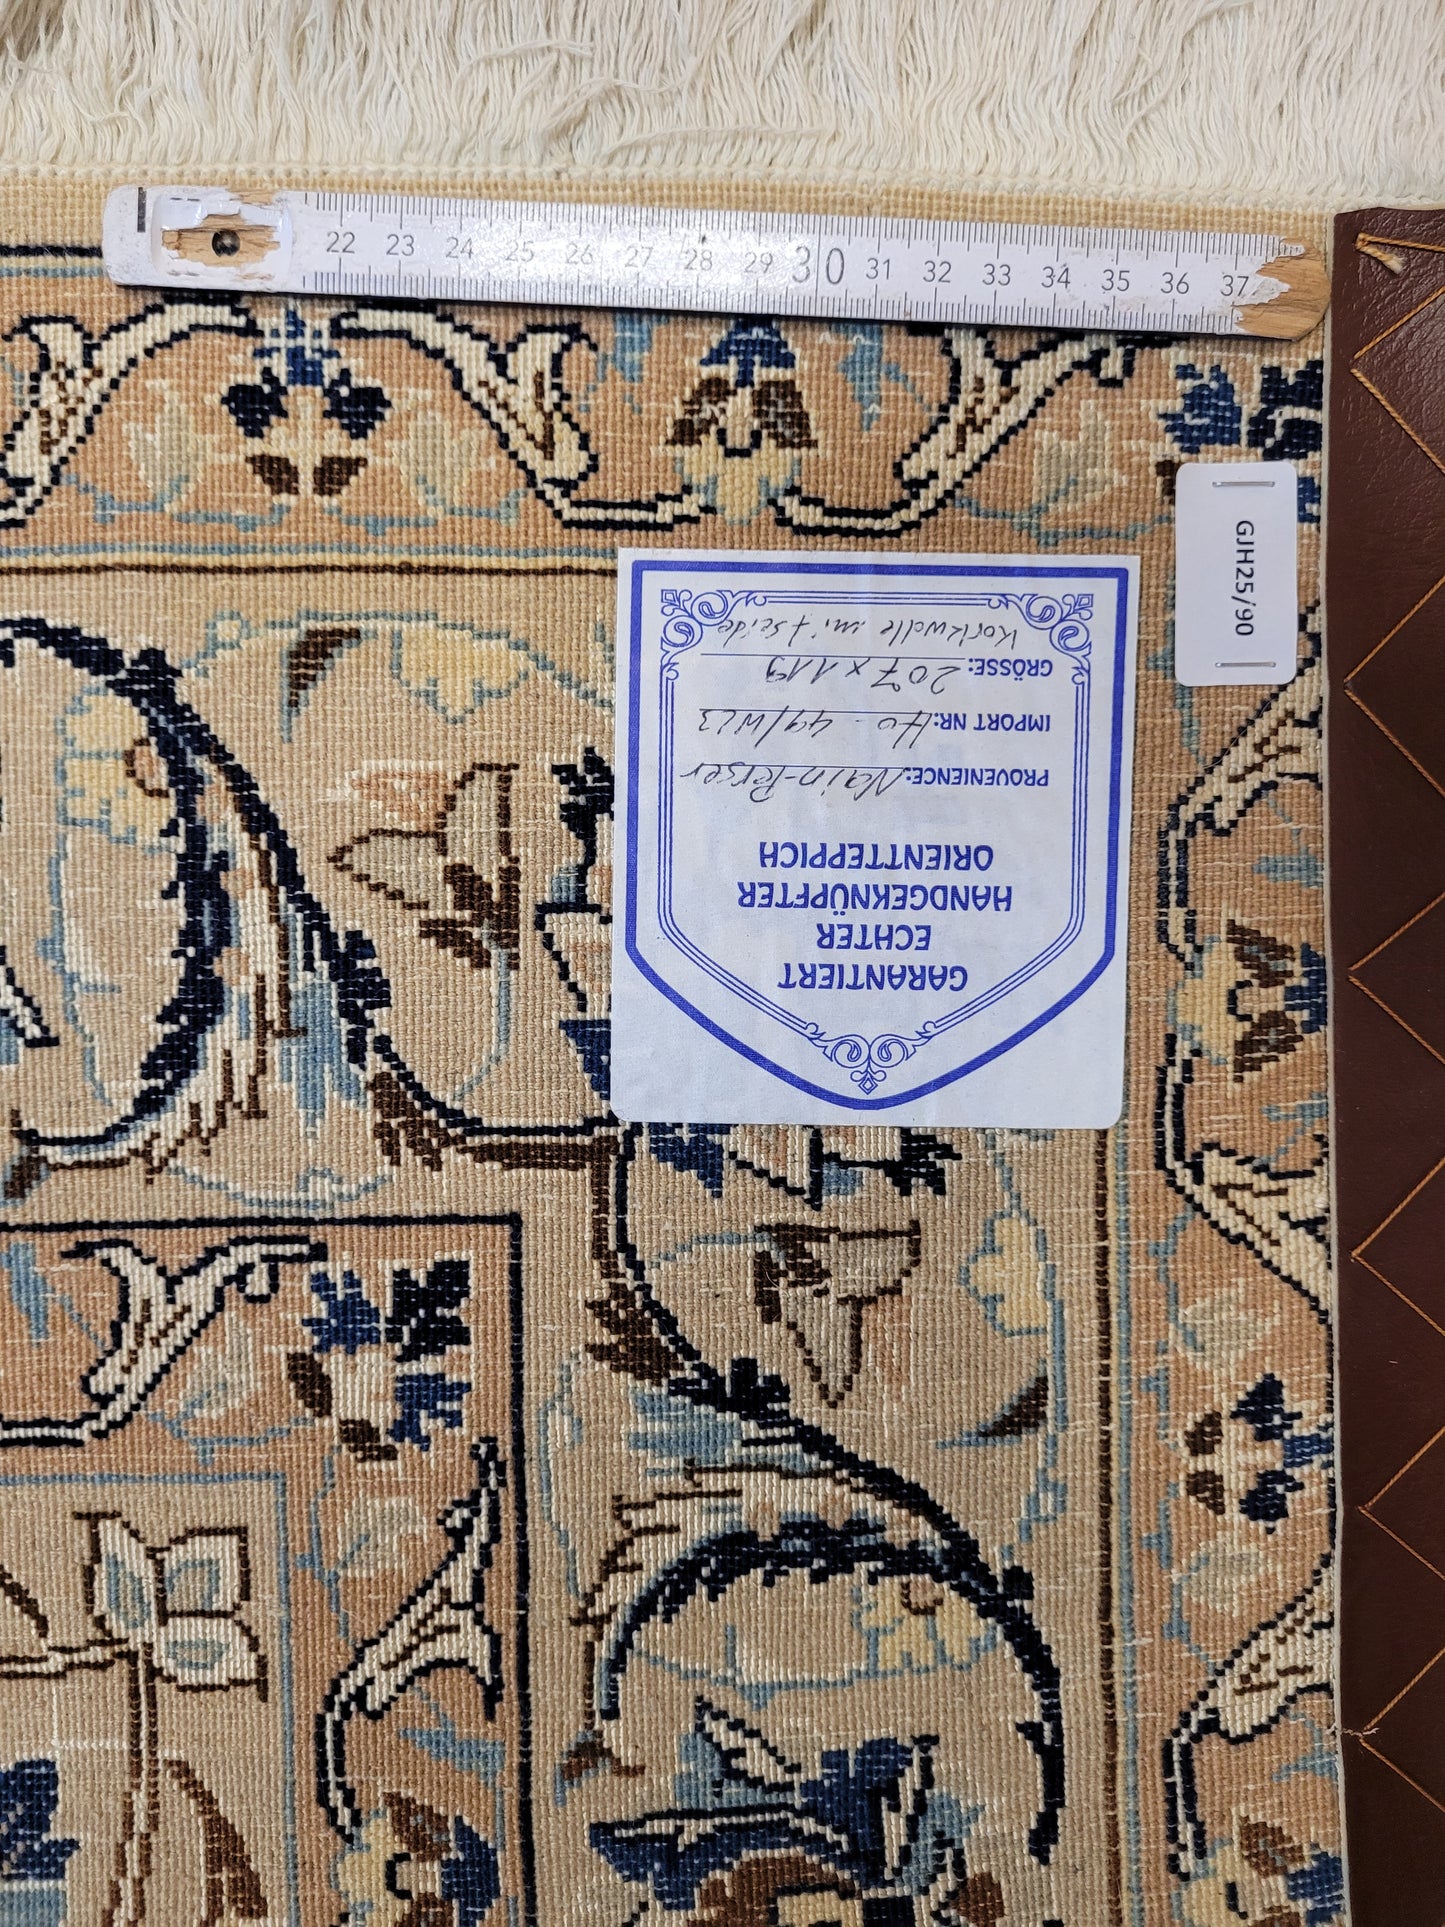 22 23 24 25 26 27 28 29 30 31 32 33 34 35 36 37
GJH25/90
GARANTIERT
ECHTER
HANDGEKNÜPFTER
ORIENTTEPPICH
PROVENIENCE: Nain-Perser
IMPORT NR: Ho-49/WL3
GRÖSSE: 207 x 119
Korkwolle mit Seide